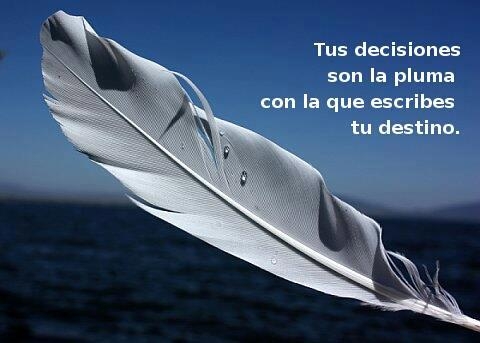 Tus decisiones
son la pluma
con la que escribes
tu destino.